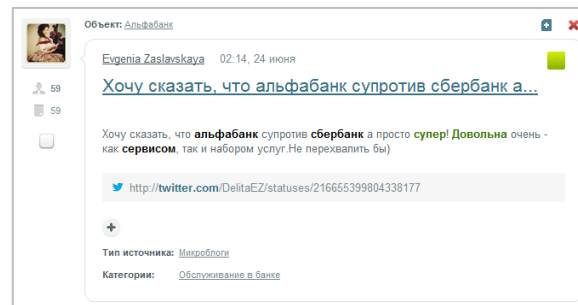 Объект: Альфабанк
Evgenia Zaslavskaya 02:14, 24 июня
Хочу сказать, что альфабанк супротив сбербанк а...
59
59
Хочу сказать, что альфабанк супротив сбербанк а просто супер! Довольна очень -
как сервисом, так и набором услуг.Не перехвалить бы)
http://twitter.com/DelitaEZ/statuses/216655399804338177
Тип источника: Микроблоги
Категории: Обслуживание в банке